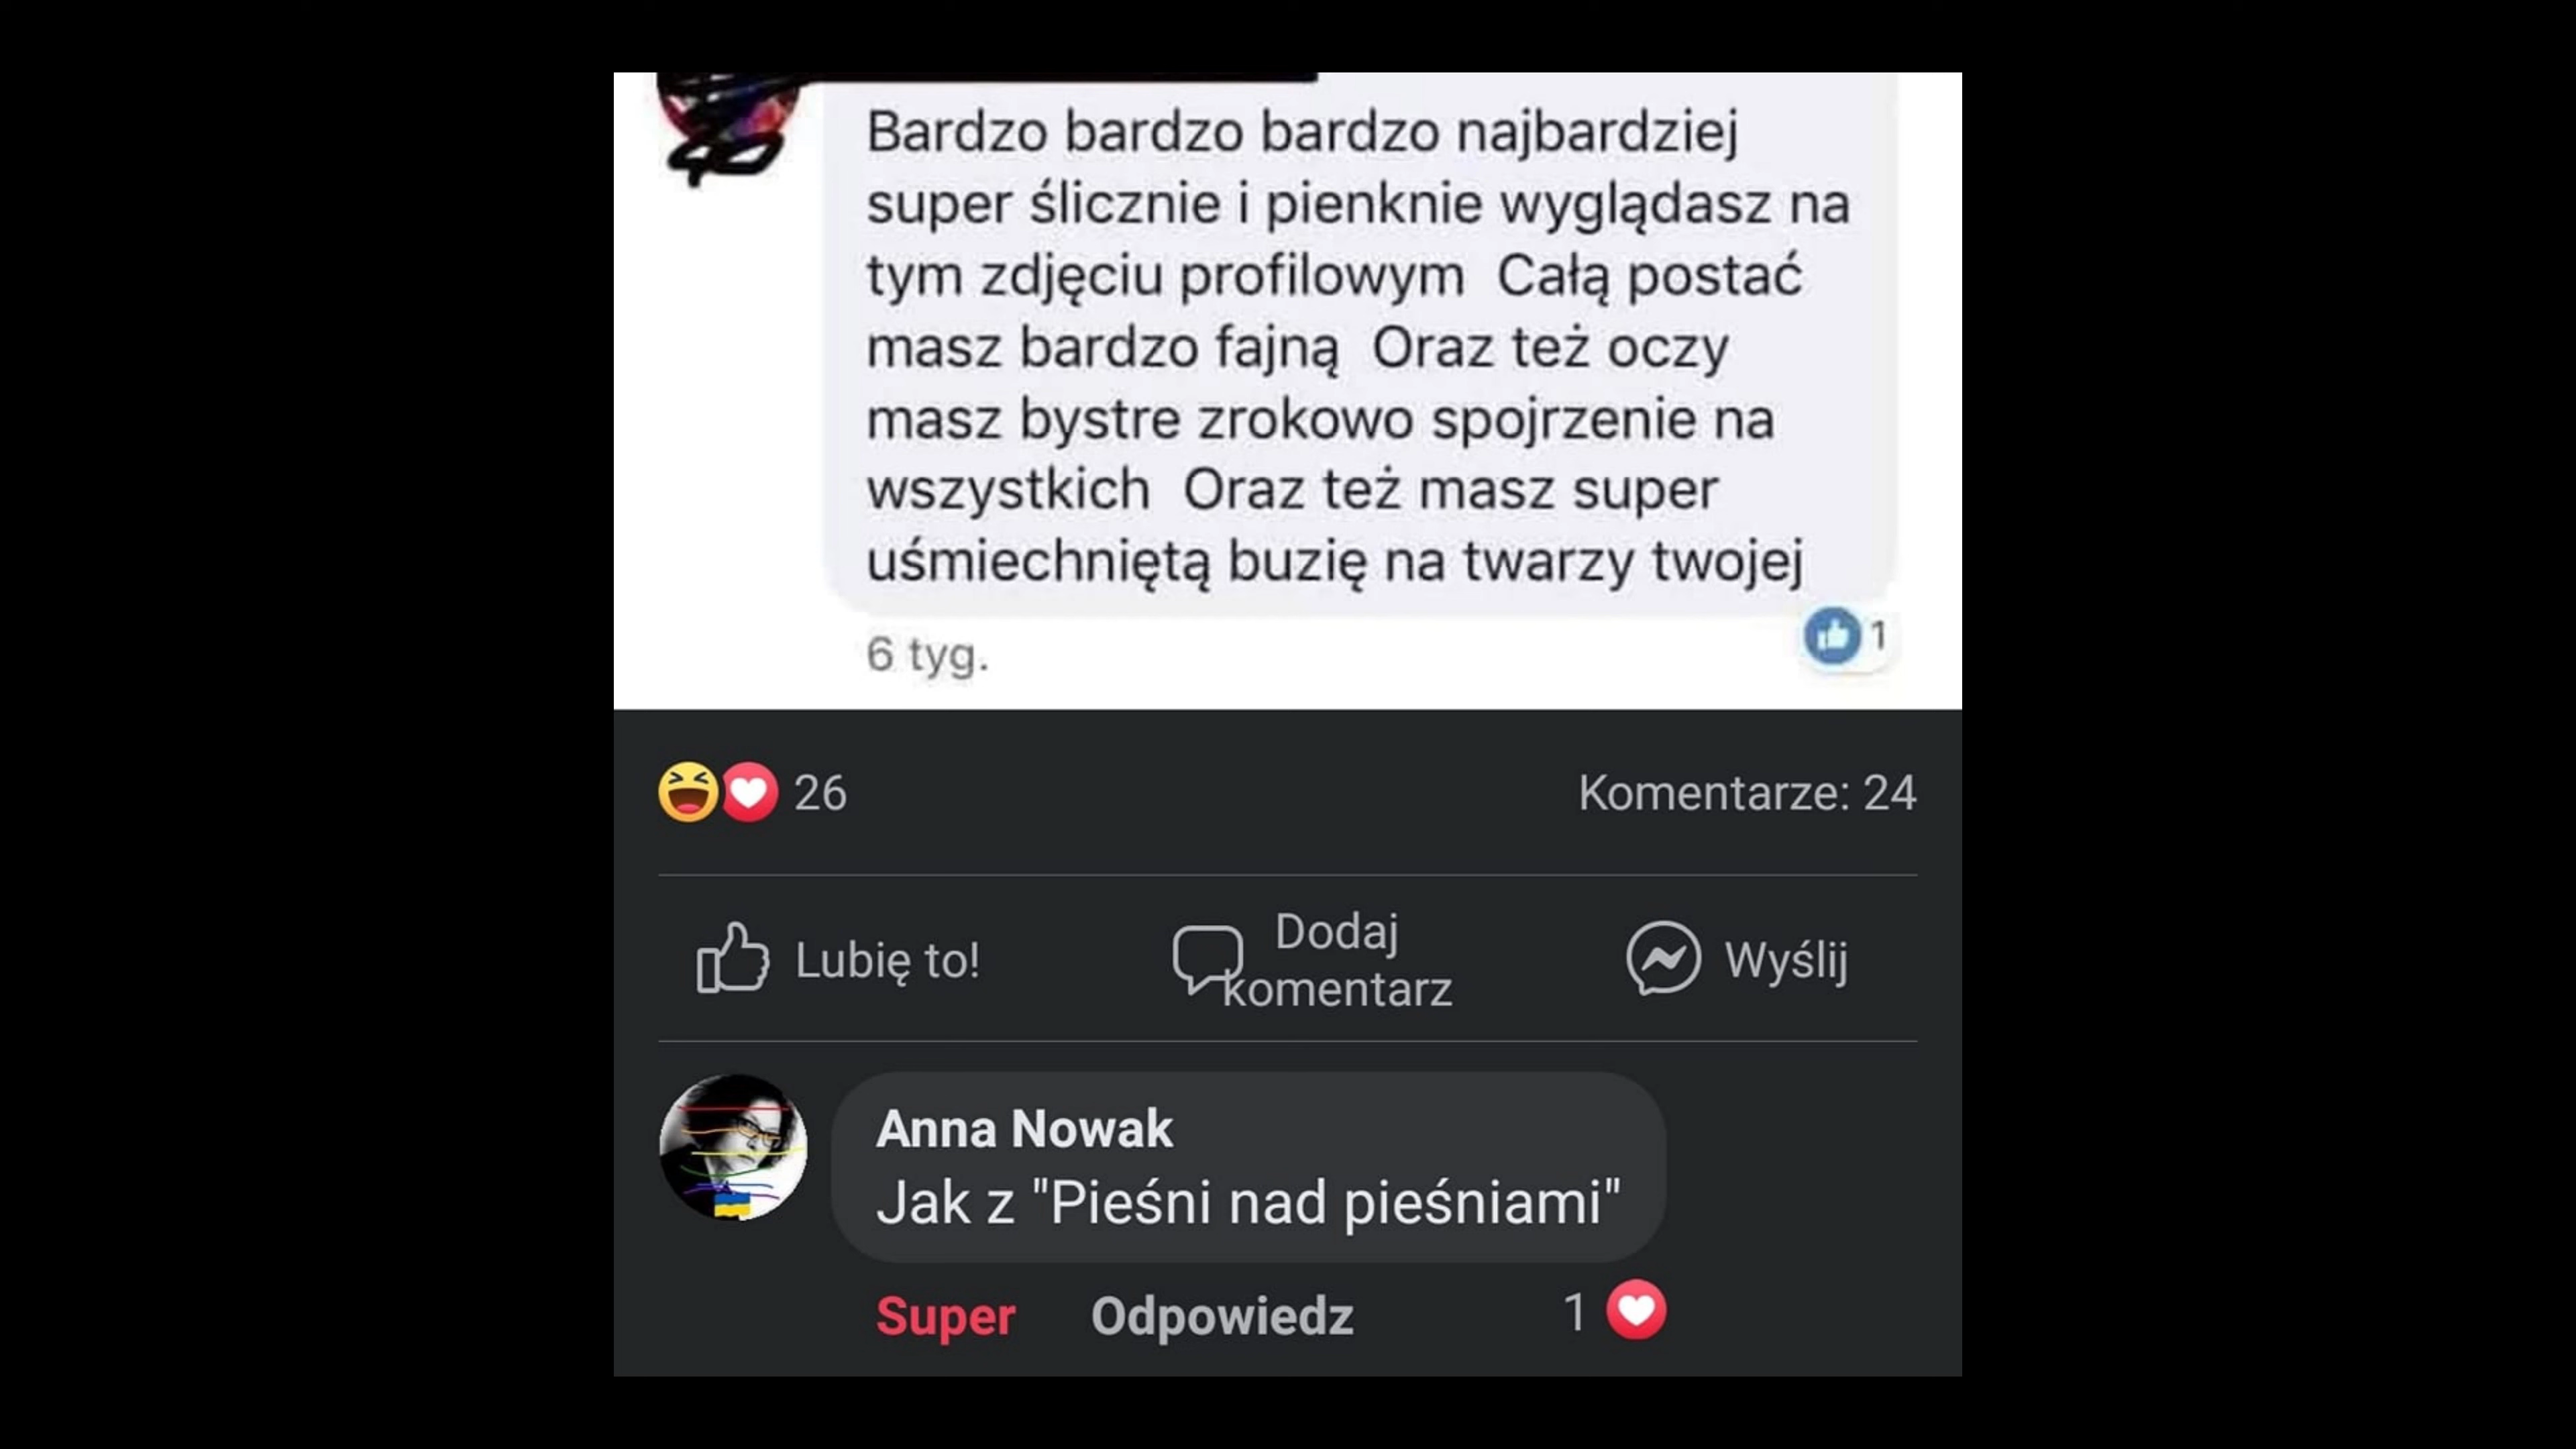 Bardzo bardzo bardzo najbardziej
super ślicznie i pienknie wyglądasz na
tym zdjęciu profilowym  Całą postać
masz bardzo fajną  Oraz też oczy
masz bystre zrokowo spojrzenie na
wszystkich  Oraz też masz super
uśmiechniętą buzię na twarzy twojej
6 tyg.
1
26
Komentarze: 24
Lubię to!
Dodaj
komentarz
Wyślij
Anna Nowak
Jak z "Pieśni nad pieśniami"
Super
Odpowiedz
1